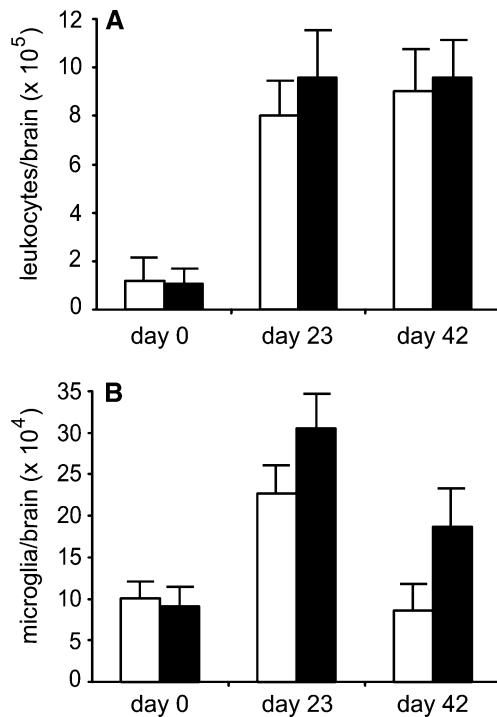 A
leukocytes/brain (x 10⁵)
12
10
8
6
4
2
0
day 0 day 23 day 42
B
microglia/brain (x 10⁴)
35
30
25
20
15
10
5
0
day 0 day 23 day 42